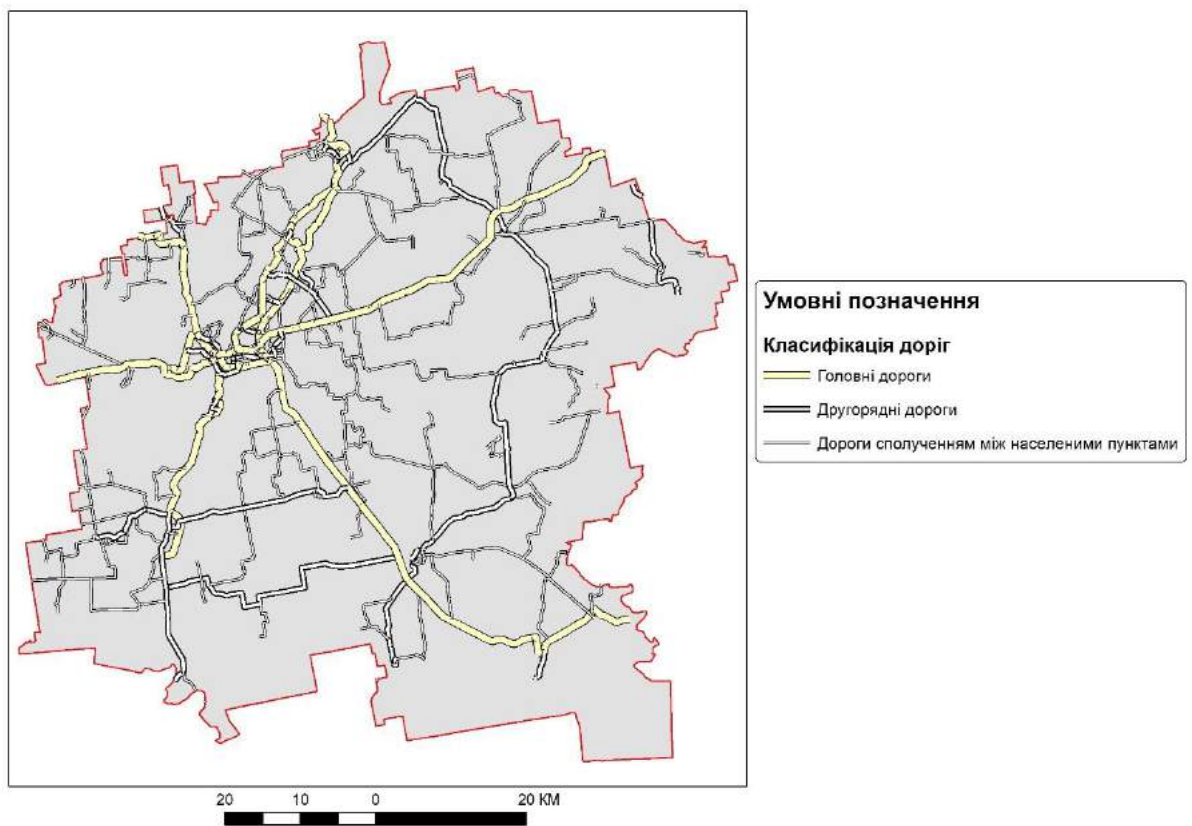 Умовні позначення
Класифікація доріг
Головні дороги
Другорядні дороги
Дороги сполученням між населеними пунктами
20 10 0 20 КМ